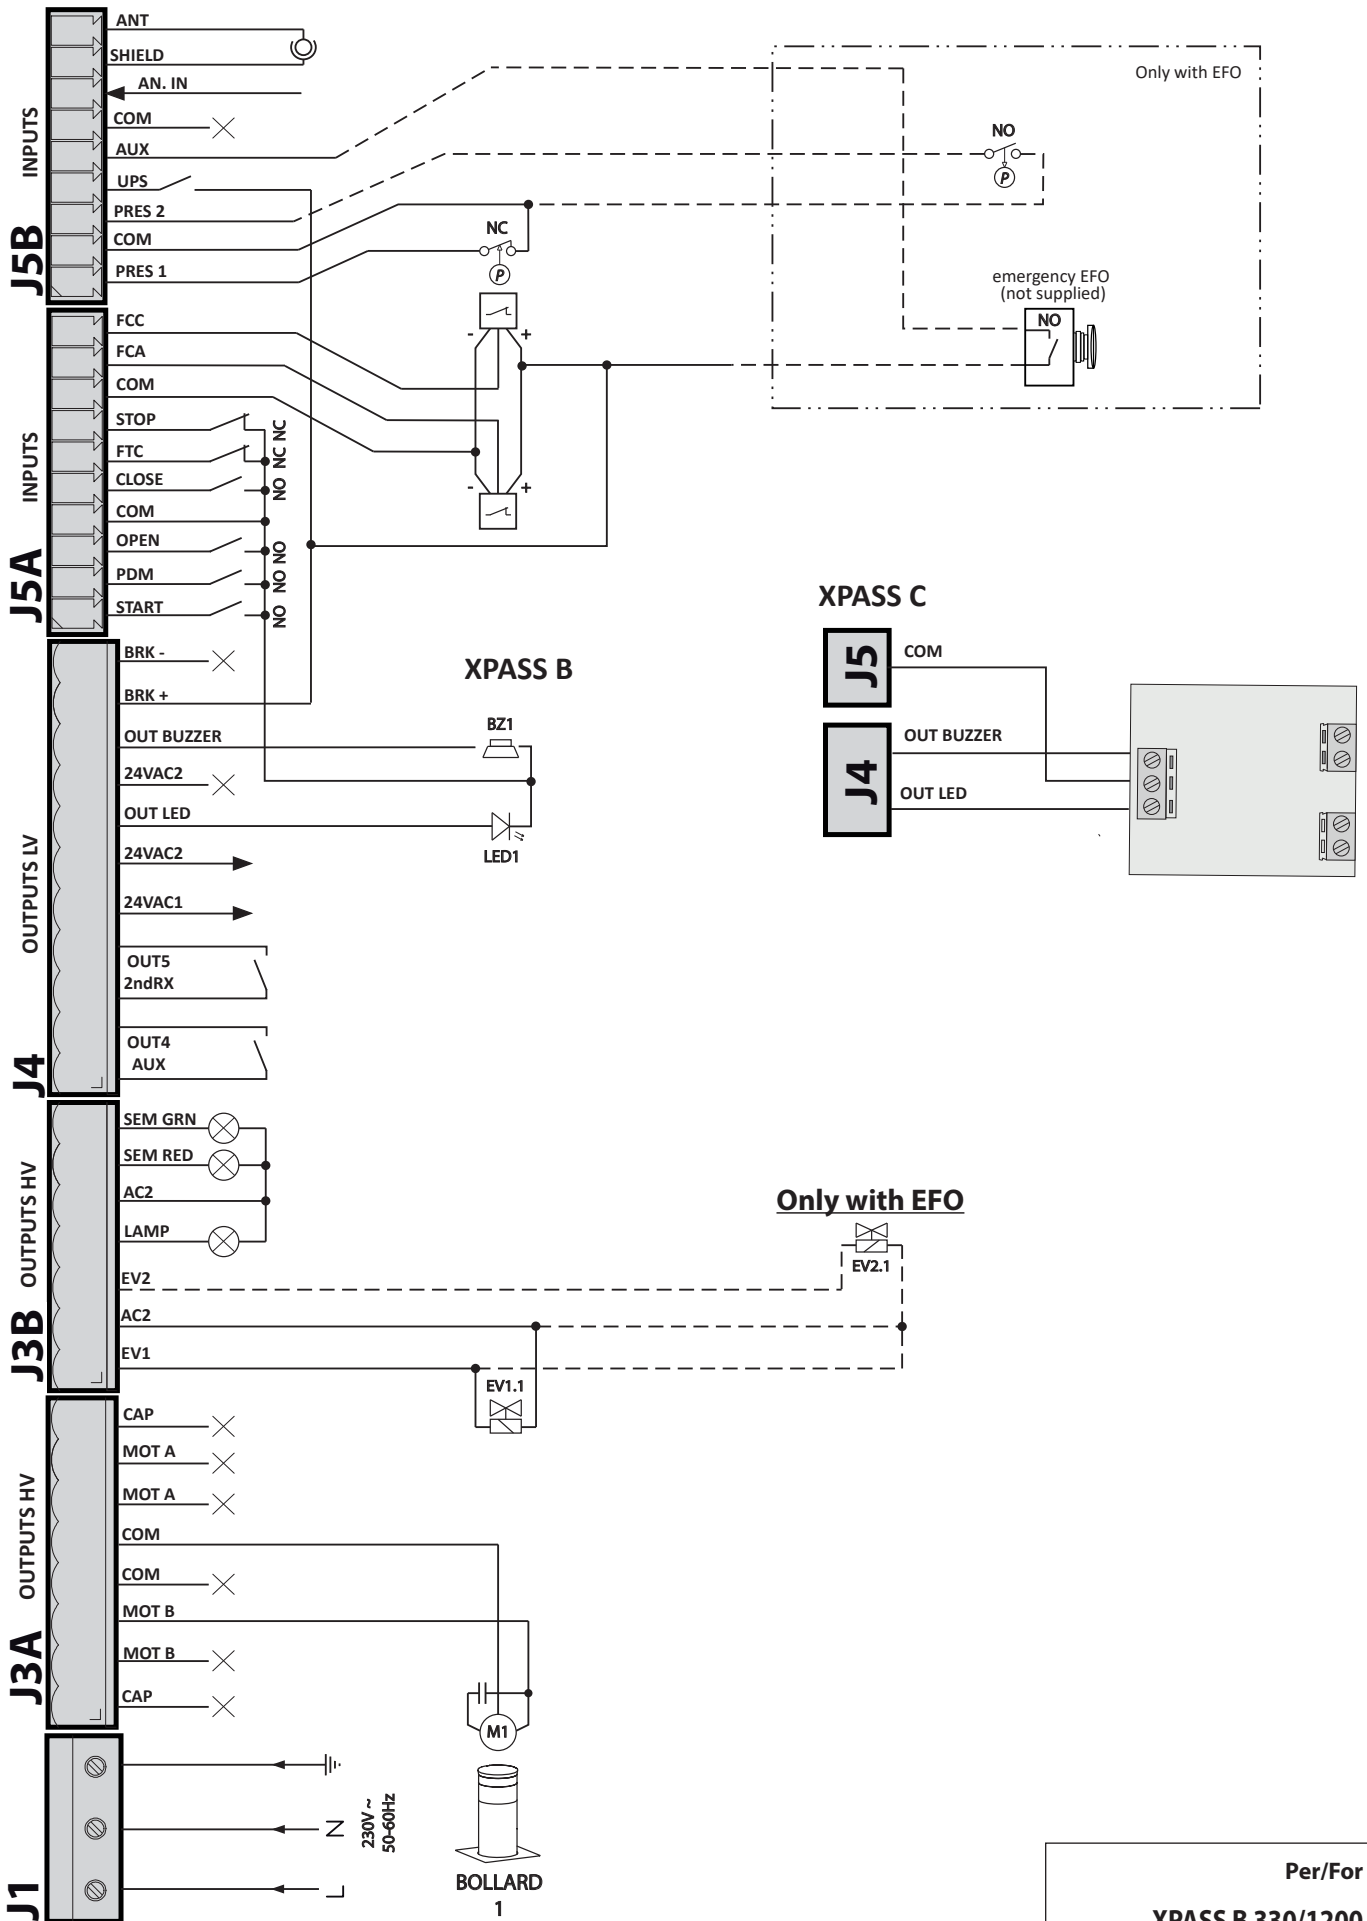 J5B
INPUTS
ANT
SHIELD
AN. IN
COM
AUX
UPS
PRES 2
COM
PRES 1
NC
P
Only with EFO
NO
P
emergency EFO
(not supplied)
NO
J5A
INPUTS
FCC
FCA
COM
STOP
FTC
CLOSE
COM
OPEN
PDM
START
NO NC NC
NO NO NO
- +
- +
J4
OUTPUTS LV
BRK -
BRK +
OUT BUZZER
24VAC2
OUT LED
24VAC2
24VAC1
OUT5
2ndRX
OUT4
AUX
XPASS B
BZ1
LED1
XPASS C
J5
COM
J4
OUT BUZZER
OUT LED
J3B
OUTPUTS HV
SEM GRN
SEM RED
AC2
LAMP
EV2
AC2
EV1
Only with EFO
EV2.1
EV1.1
J3A
OUTPUTS HV
CAP
MOT A
MOT A
COM
COM
MOT B
MOT B
CAP
M1
J1
N
L
230V ~
50-60Hz
BOLLARD
1
Per/For
XPASS B 330/1200